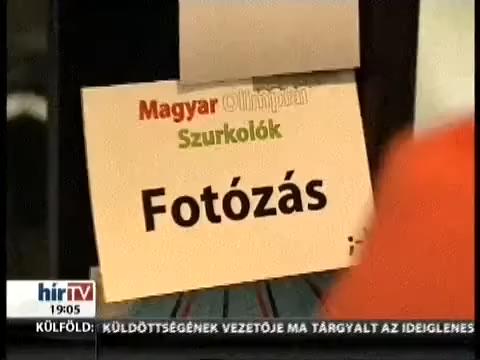 Magyar Olimpiai
Szurkolók
Fotózás
hírTV
19:05
KÜLFÖLD: KÜLDÖTTSÉGÉNEK VEZETŐJE MA TÁRGYALT AZ IDEIGLENES